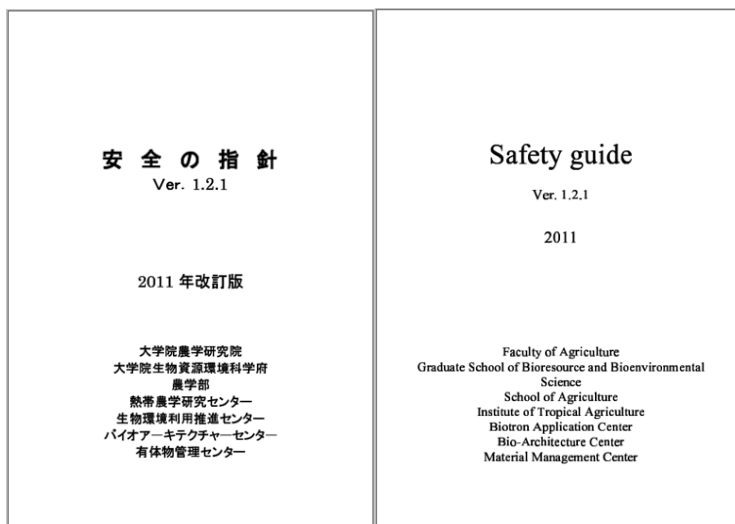 安 全 の 指 針
Ver. 1.2.1
2011 年改訂版
大学院農学研究院
大学院生物資源環境科学府
農学部
熱帯農学研究センター
生物環境利用推進センター
バイオアーキテクチャーセンター
有体物管理センター
Safety guide
Ver. 1.2.1
2011
Faculty of Agriculture
Graduate School of Bioresource and Bioenvironmental
Science
School of Agriculture
Institute of Tropical Agriculture
Biotron Application Center
Bio-Architecture Center
Material Management Center